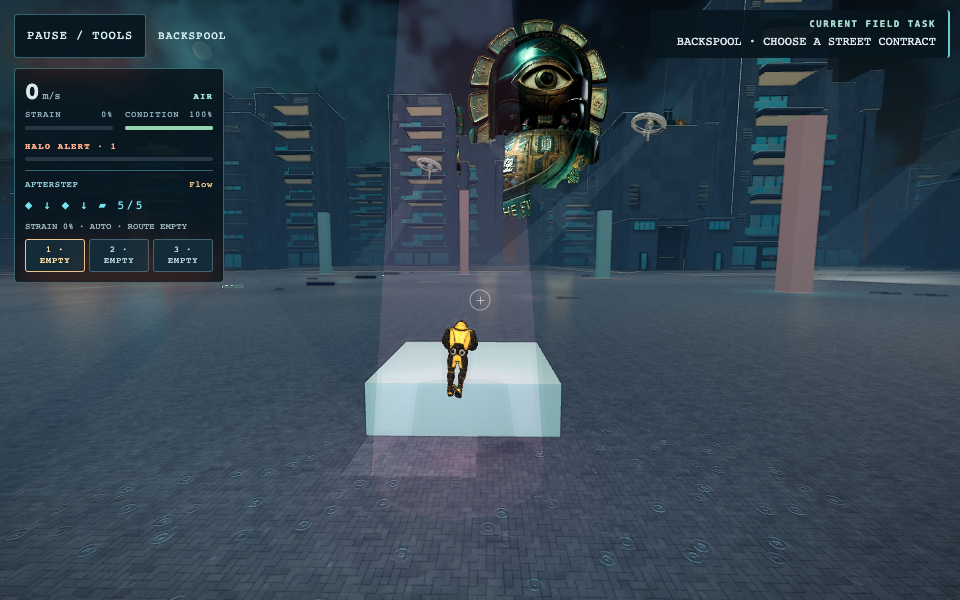 PAUSE / TOOLS
BACKSPOOL
CURRENT FIELD TASK
BACKSPOOL · CHOOSE A STREET CONTRACT
0 m/s
AIR
STRAIN 0%
CONDITION 100%
HALO ALERT · 1
AFTERSTEP
Flow
5/5
STRAIN 0% · AUTO · ROUTE EMPTY
1 · EMPTY
2 · EMPTY
3 · EMPTY